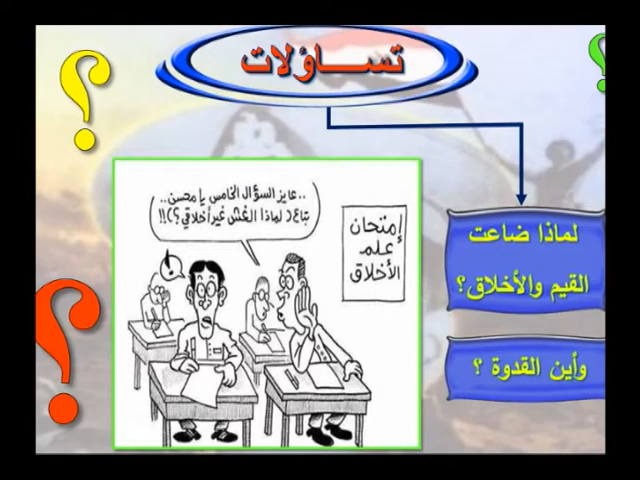 تساؤلات
لماذا ضاعت
القيم والأخلاق؟
وأين القدوة ؟
..عايز السؤال الخامس يا محسن..
بتاع ( لماذا الغش غير أخلاقي ؟)!!
إمتحان
علم
الأخلاق